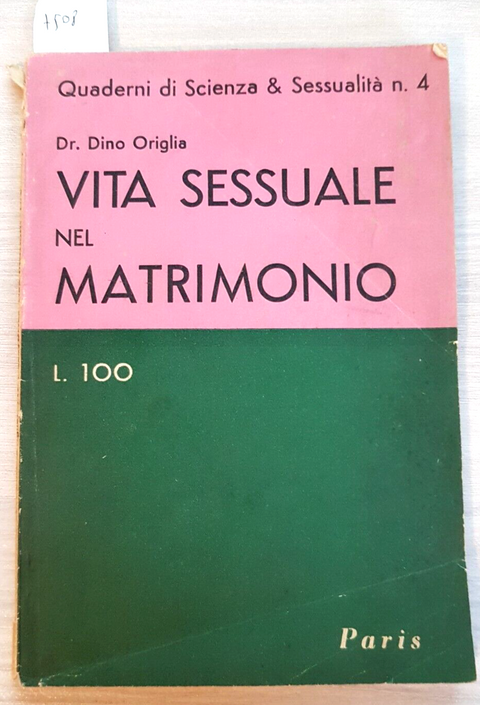 Quaderni di Scienza & Sessualità n. 4
Dr. Dino Origlia
VITA SESSUALE
NEL
MATRIMONIO
L. 100
Paris